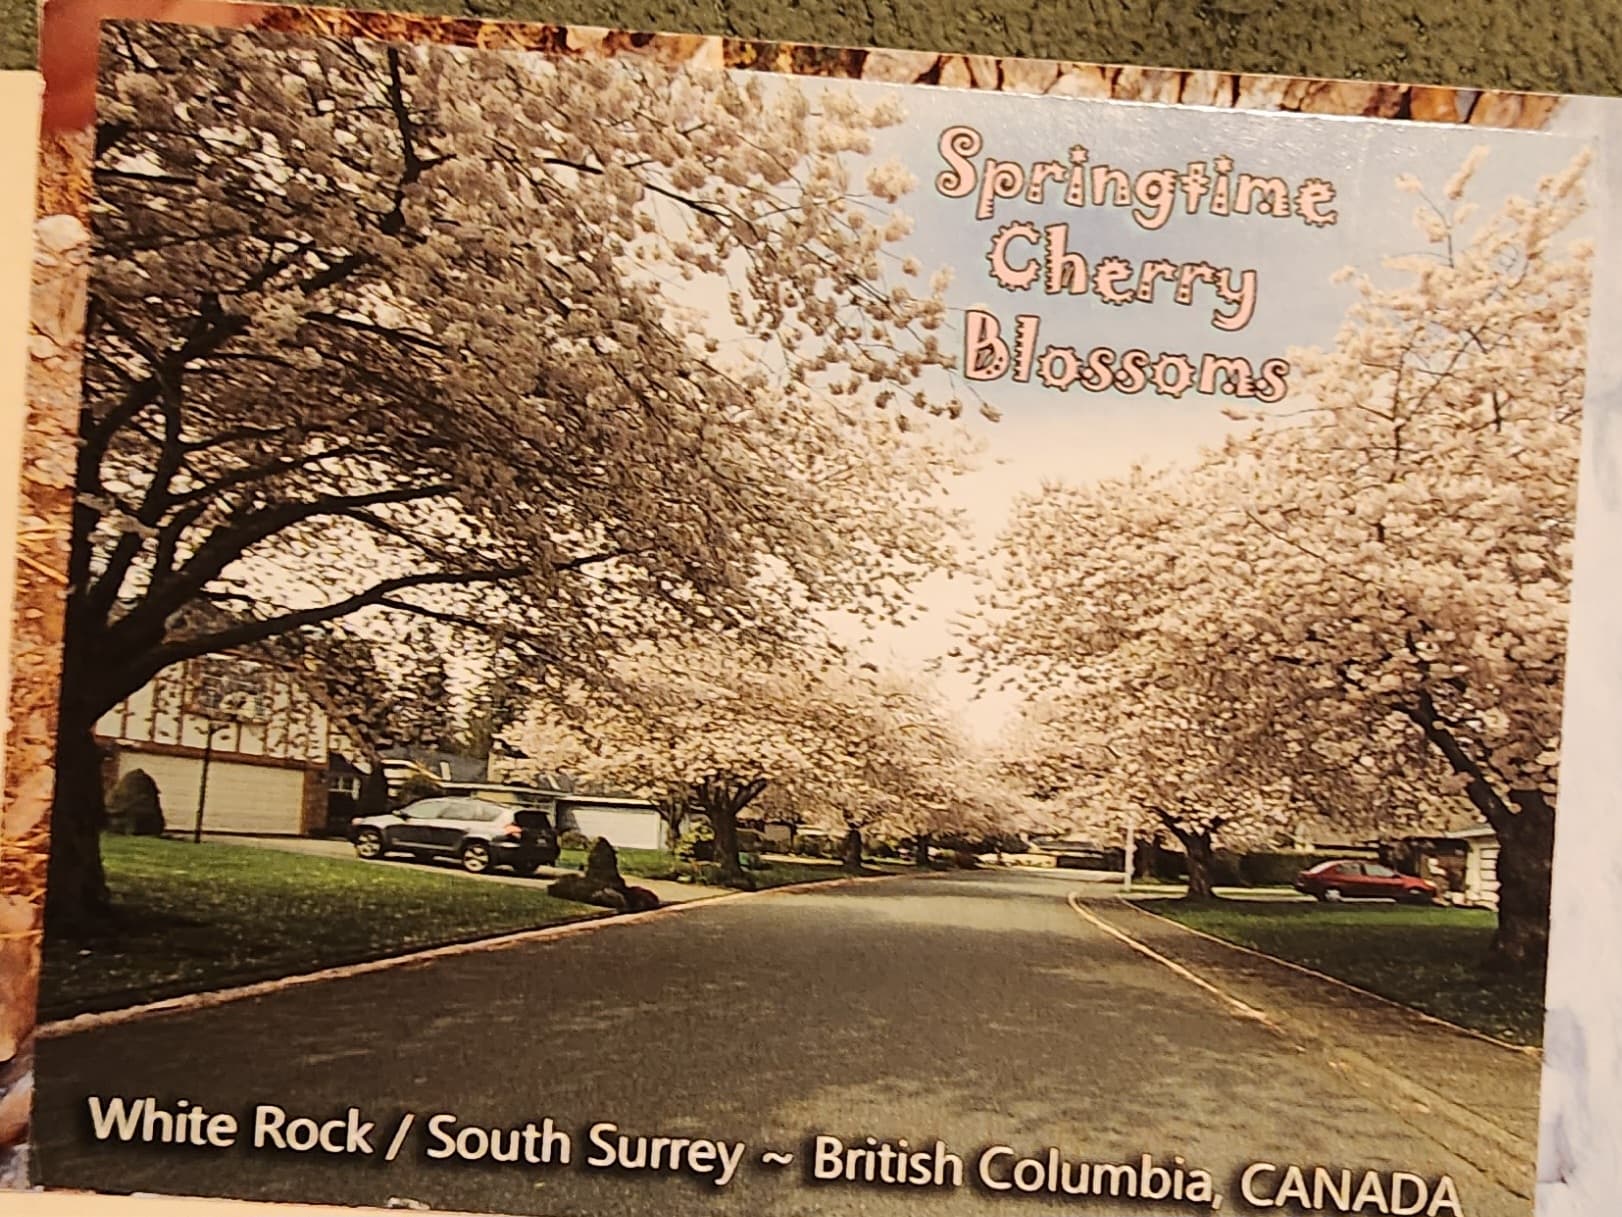 Springtime
Cherry
Blossoms
White Rock / South Surrey ~ British Columbia, CANADA